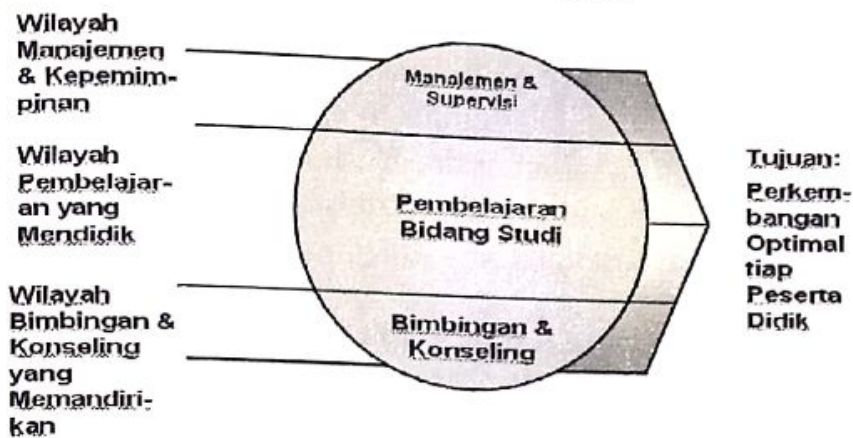 Wilayah
Manajemen
& Kepemim-
pinan
Wilayah
Pembelajar-
an yang
Mendidik
Wilayah
Bimbingan &
Konseling
yang
Memandiri-
kan
Manajemen &
Supervisi
Pembelajaran
Bidang Studi
Bimbingan &
Konseling
Tujuan:
Perkem-
bangan
Optimal
tiap
Peserta
Didik